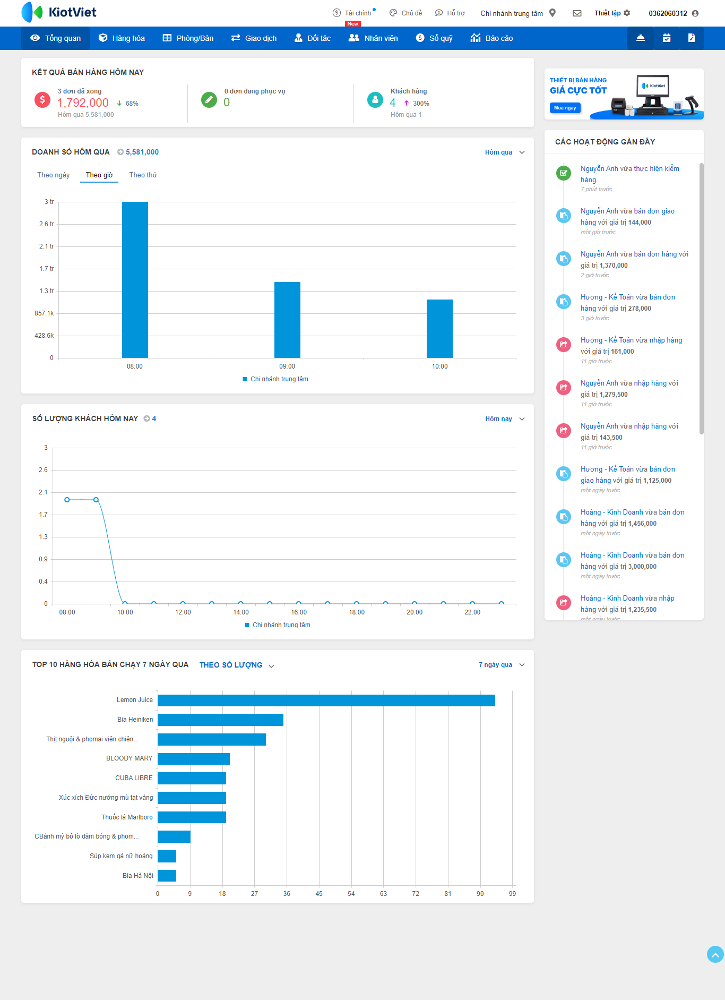 KiotViet
Tài chính
New
Chủ đề
Hỗ trợ
Chi nhánh trung tâm
Thiết lập
0362060312
Tổng quan
Hàng hóa
Phòng/Bàn
Giao dịch
Đối tác
Nhân viên
Sổ quỹ
Báo cáo
KẾT QUẢ BÁN HÀNG HÔM NAY
3 đơn đã xong
1,792,000 68%
Hôm qua 5,581,000
0 đơn đang phục vụ
0
Khách hàng
4 300%
Hôm qua 1
THIẾT BỊ BÁN HÀNG
GIÁ CỰC TỐT
Mua ngay
KiotViet
DOANH SỐ HÔM QUA 5,581,000
Hôm qua
Theo ngày
Theo giờ
Theo thứ
3 tr
2.6 tr
2.1 tr
1.7 tr
1.3 tr
857.1k
428.6k
0
08:00
09:00
10:00
Chi nhánh trung tâm
SỐ LƯỢNG KHÁCH HÔM NAY 4
Hôm nay
3
2.6
2.1
1.7
1.3
0.9
0.4
0
08:00
10:00
12:00
14:00
16:00
18:00
20:00
22:00
Chi nhánh trung tâm
TOP 10 HÀNG HÓA BÁN CHẠY 7 NGÀY QUA
THEO SỐ LƯỢNG
7 ngày qua
Lemon Juice
Bia Heiniken
Thịt nguội & phomai viên chiên...
BLOODY MARY
CUBA LIBRE
Xúc xích Đức nướng mù tạt vàng
Thuốc lá Marlboro
CBánh mỳ bỏ lò dăm bông & phom...
Súp kem gà nữ hoàng
Bia Hà Nội
0
9
18
27
36
45
54
63
72
81
90
99
CÁC HOẠT ĐỘNG GẦN ĐÂY
Nguyễn Anh vừa thực hiện kiểm
hàng
7 phút trước
Nguyễn Anh vừa bán đơn giao
hàng với giá trị 144,000
một giờ trước
Nguyễn Anh vừa bán đơn hàng với
giá trị 1,370,000
2 giờ trước
Hương - Kế Toán vừa bán đơn
hàng với giá trị 278,000
3 giờ trước
Hương - Kế Toán vừa nhập hàng
với giá trị 161,000
11 giờ trước
Nguyễn Anh vừa nhập hàng với
giá trị 1,279,500
11 giờ trước
Nguyễn Anh vừa nhập hàng với
giá trị 143,500
11 giờ trước
Hương - Kế Toán vừa bán đơn
giao hàng với giá trị 1,125,000
một ngày trước
Hoàng - Kinh Doanh vừa bán đơn
hàng với giá trị 1,456,000
một ngày trước
Hoàng - Kinh Doanh vừa bán đơn
hàng với giá trị 3,000,000
một ngày trước
Hoàng - Kinh Doanh vừa nhập
hàng với giá trị 1,235,500
một ngày trước